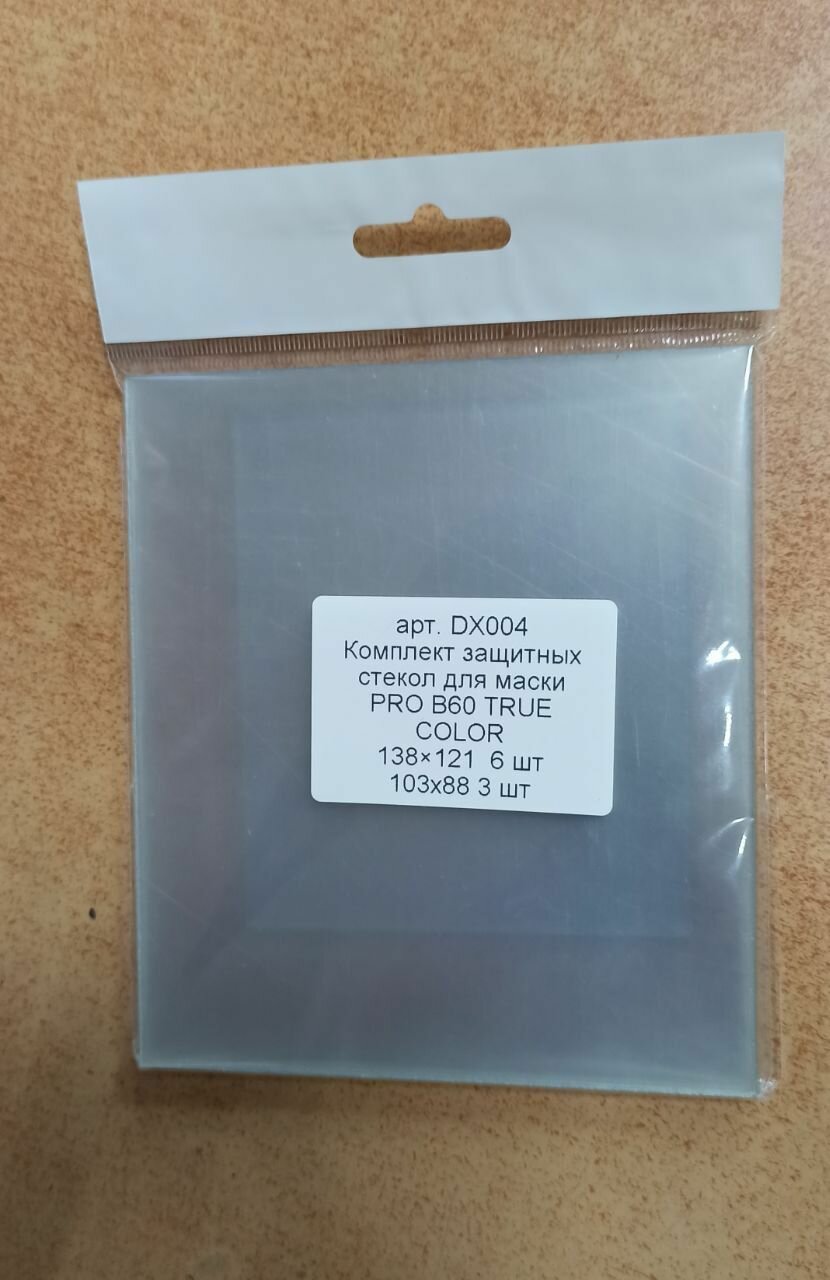 арт. DX004
Комплект защитных
стекол для маски
PRO B60 TRUE
COLOR
138×121 6 шт
103x88 3 шт